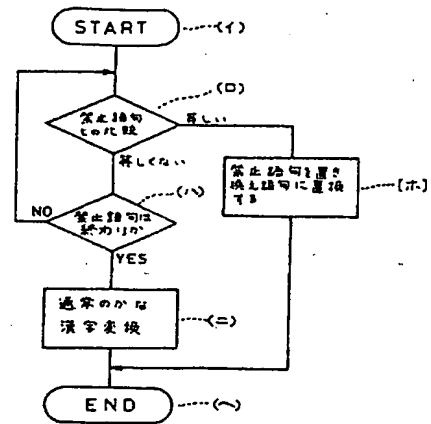 START
(イ)
(ロ)
禁止語句
との比較
等しい
等しくない
(ハ)
禁止語句は
終わりか
NO
YES
禁止語句を置き
換え語句に置換
する
[ホ]
通常のかな
漢字変換
(ニ)
END
(ヘ)